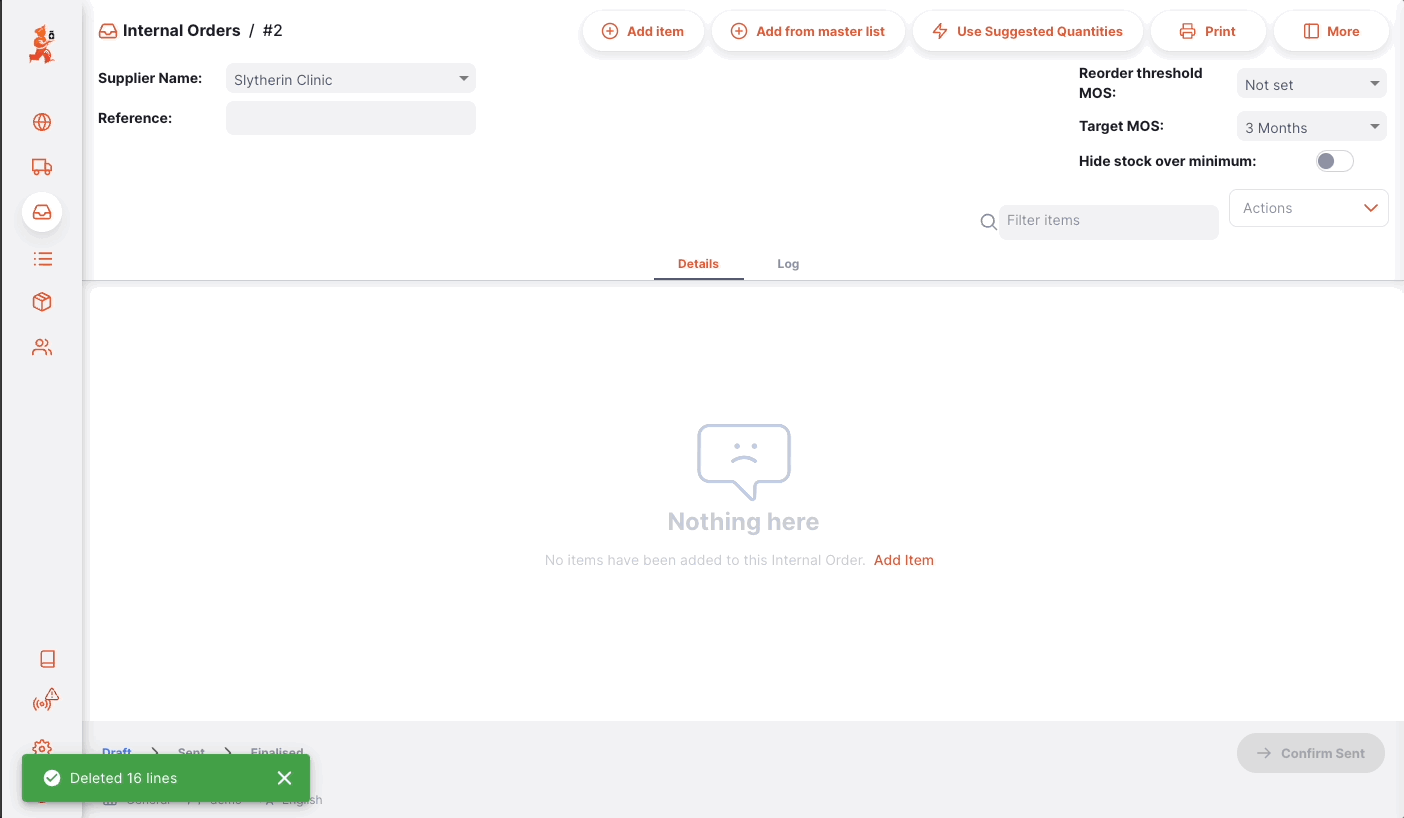 Internal Orders / #2
Add item
Add from master list
Use Suggested Quantities
Print
More
Supplier Name:
Slytherin Clinic
Reference:
Reorder threshold
MOS:
Not set
Target MOS:
3 Months
Hide stock over minimum:
Filter items
Actions
Details
Log
Nothing here
No items have been added to this Internal Order. Add Item
Draft
Sent
Finalised
Confirm Sent
Deleted 16 lines
General
English